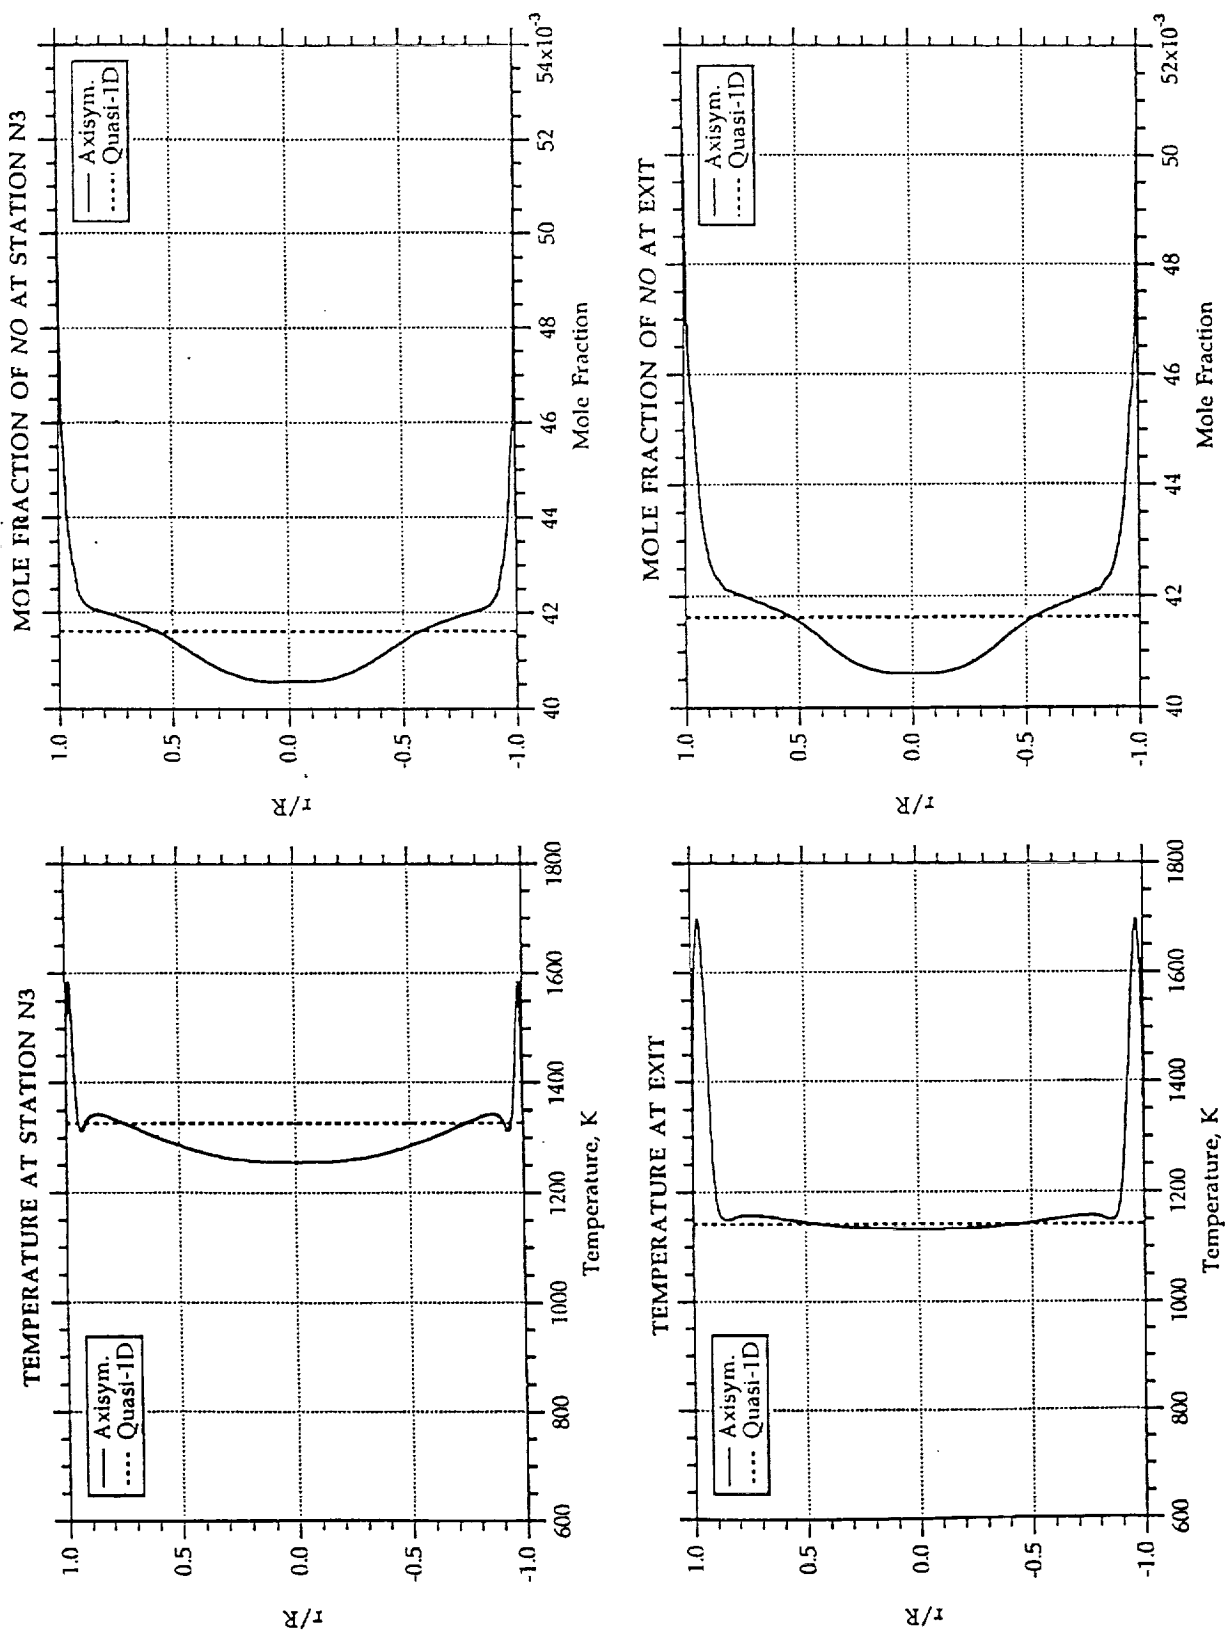 TEMPERATURE AT STATION N3
1.0
0.5
0.0
-0.5
-1.0
r/R
Axisym.
Quasi-1D
600
800
1000
1200
1400
1600
1800
Temperature, K
MOLE FRACTION OF NO AT STATION N3
1.0
0.5
0.0
-0.5
-1.0
r/R
Axisym.
Quasi-1D
40
42
44
46
48
50
52
54x10-3
Mole Fraction
TEMPERATURE AT EXIT
1.0
0.5
0.0
-0.5
-1.0
r/R
Axisym.
Quasi-1D
600
800
1000
1200
1400
1600
1800
Temperature, K
MOLE FRACTION OF NO AT EXIT
1.0
0.5
0.0
-0.5
-1.0
r/R
Axisym.
Quasi-1D
40
42
44
46
48
50
52x10-3
Mole Fraction